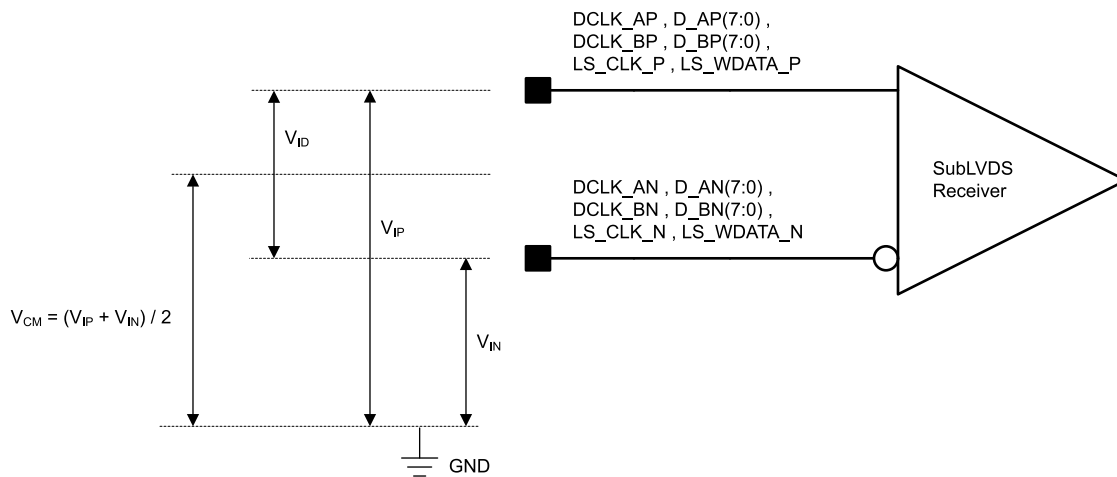 DCLK_AP , D_AP(7:0) ,
DCLK_BP , D_BP(7:0) ,
LS_CLK_P , LS_WDATA_P
V_ID
SubLVDS
Receiver
DCLK_AN , D_AN(7:0) ,
DCLK_BN , D_BN(7:0) ,
LS_CLK_N , LS_WDATA_N
V_IP
V_CM = (V_IP + V_IN) / 2
V_IN
GND